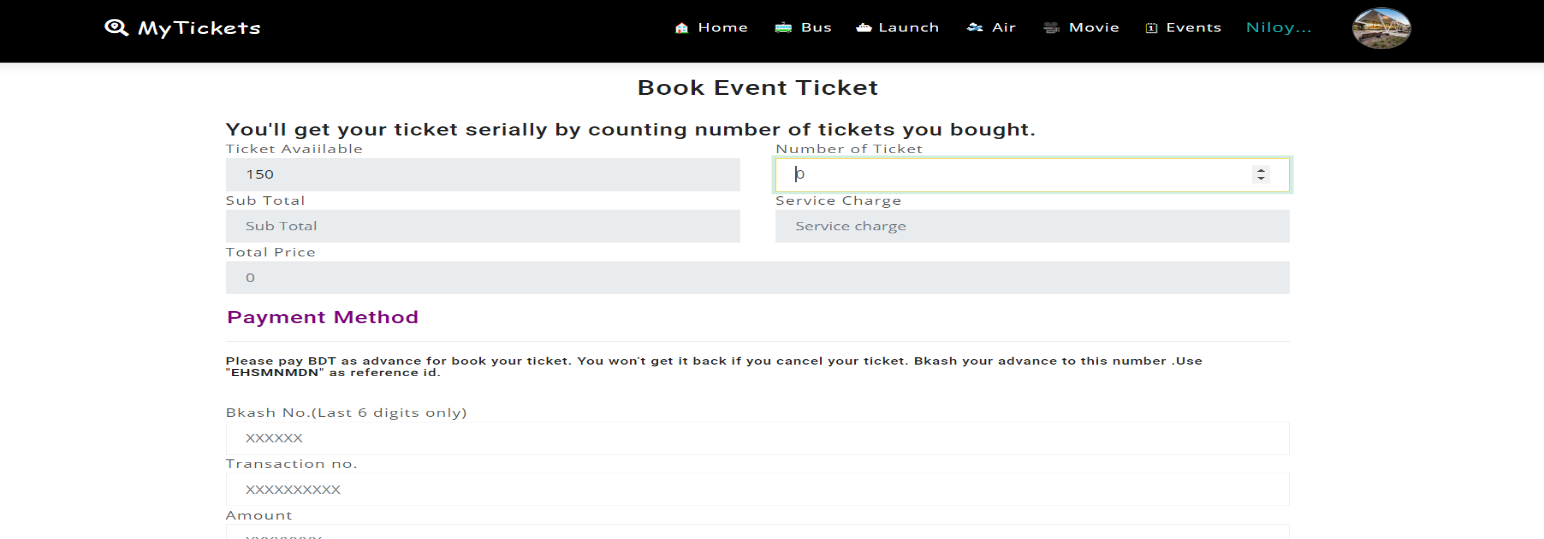 MyTickets Home Bus Launch Air Movie Events Niloy...
Book Event Ticket
You'll get your ticket serially by counting number of tickets you bought.
Ticket Avaiilable Number of Ticket
150 0
Sub Total Service Charge
Sub Total Service charge
Total Price
0
Payment Method
Please pay BDT as advance for book your ticket. You won't get it back if you cancel your ticket. Bkash your advance to this number .Use
"EHSMNMDN" as reference id.
Bkash No.(Last 6 digits only)
XXXXXX
Transaction no.
XXXXXXXXXX
Amount